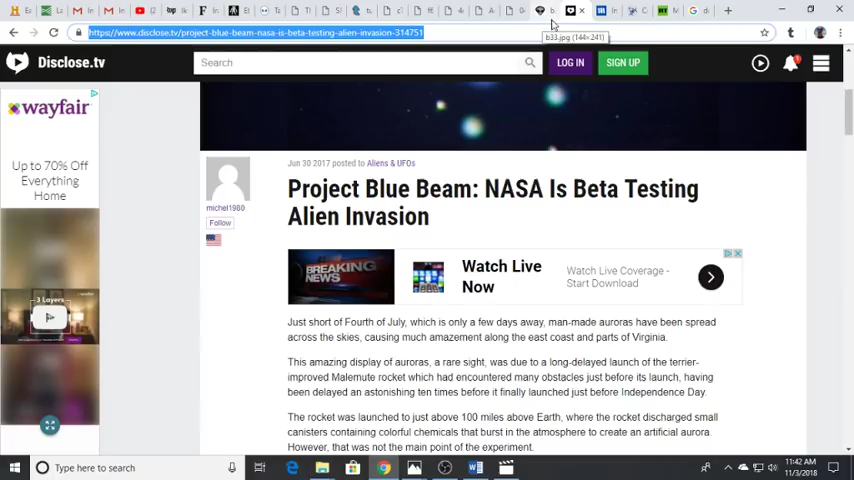 https://www.disclose.tv/project-blue-beam-nasa-is-beta-testing-alien-invasion-314751
b33.jpg (144×241)
Disclose.tv
Search
LOG IN
SIGN UP
wayfair
Up to 70% Off
Everything
Home
3 Layers
Jun 30 2017 posted to Aliens & UFOs
michel1980
Follow
Project Blue Beam: NASA Is Beta Testing
Alien Invasion
BREAKING
NEWS
Watch Live
Now
Watch Live Coverage -
Start Download
Just short of Fourth of July, which is only a few days away, man-made auroras have been spread
across the skies, causing much amazement along the east coast and parts of Virginia.
This amazing display of auroras, a rare sight, was due to a long-delayed launch of the terrier-
improved Malemute rocket which had encountered many obstacles just before its launch, having
been delayed an astonishing ten times before it finally launched just before Independence Day.
The rocket was launched to just above 100 miles above Earth, where the rocket discharged small
canisters containing colorful chemicals that burst in the atmosphere to create an artificial aurora.
However, that was not the main point of the experiment.
Type here to search
11:42 AM
11/3/2018